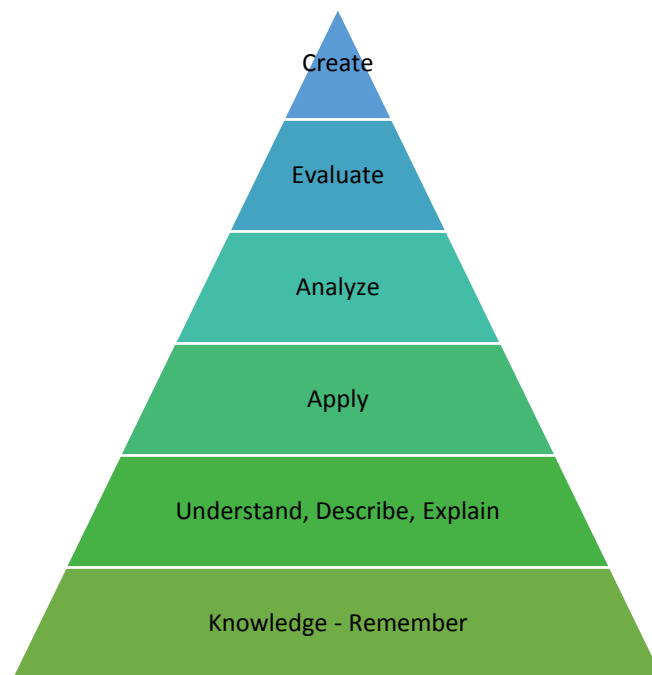 Create
Evaluate
Analyze
Apply
Understand, Describe, Explain
Knowledge - Remember